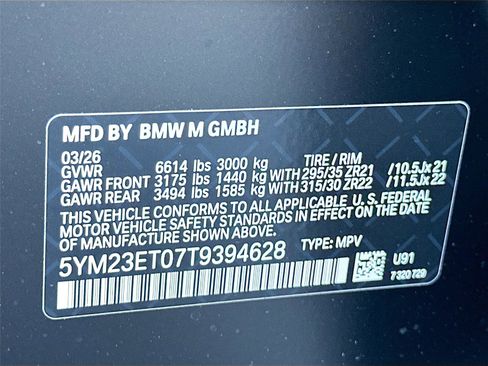 MFD BY BMW M GMBH
03/26
GVWR 6614 lbs 3000 kg TIRE / RIM
GAWR FRONT 3175 lbs 1440 kg WITH 295/35 ZR21 / 10.5Jx21
GAWR REAR 3494 lbs 1585 kg WITH 315/30 ZR22 / 11.5Jx22
THIS VEHICLE CONFORMS TO ALL APPLICABLE U.S. FEDERAL
MOTOR VEHICLE SAFETY STANDARDS IN EFFECT ON THE DATE OF
MANUFACTURE SHOWN ABOVE.
5YM23ET07T9394628 TYPE: MPV
U91
7320729